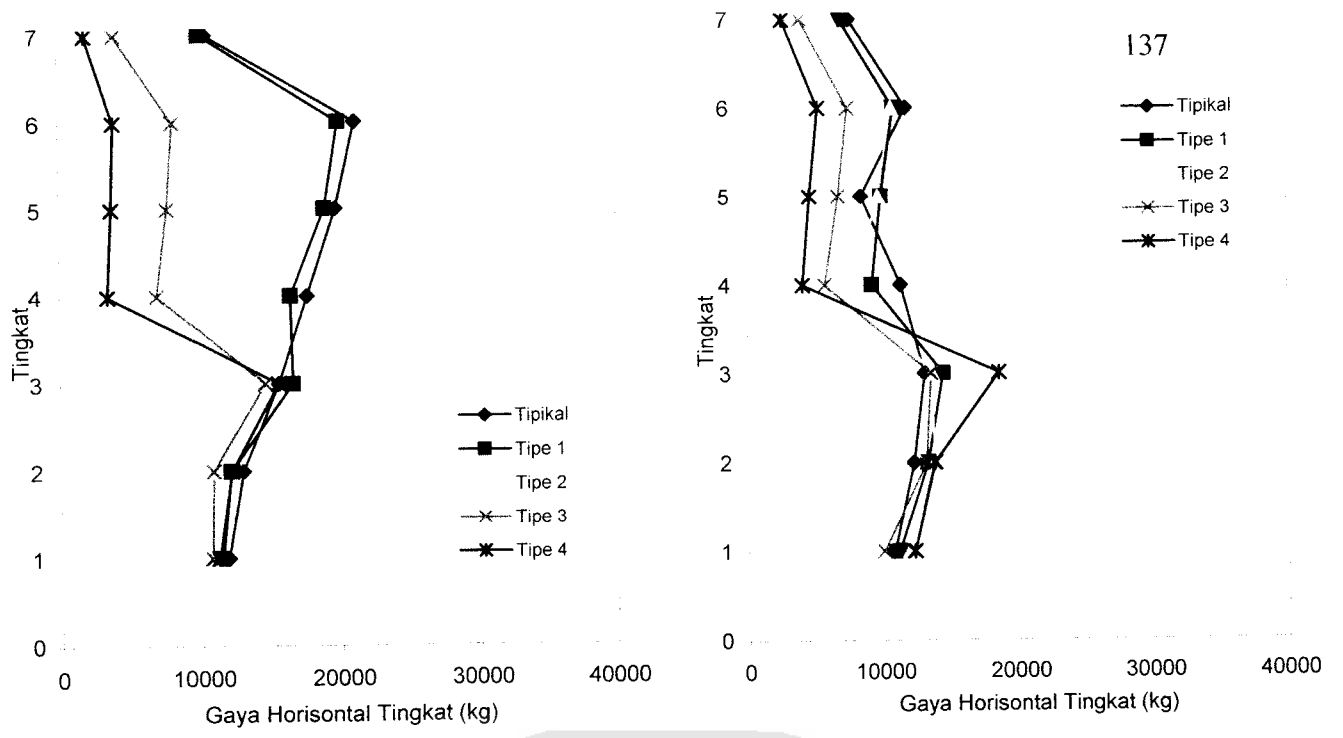 137
7
6
5
4
3
2
1
0
Tingkat
0 10000 20000 30000 40000
Gaya Horisontal Tingkat (kg)
Tipikal
Tipe 1
Tipe 2
Tipe 3
Tipe 4
7
6
5
4
3
2
1
0
Tingkat
0 10000 20000 30000 40000
Gaya Horisontal Tingkat (kg)
Tipikal
Tipe 1
Tipe 2
Tipe 3
Tipe 4